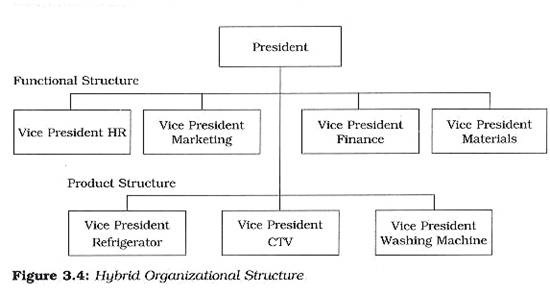 President
Functional Structure
Vice President HR
Vice President
Marketing
Vice President
Finance
Vice President
Materials
Product Structure
Vice President
Refrigerator
Vice President
CTV
Vice President
Washing Machine
Figure 3.4: Hybrid Organizational Structure